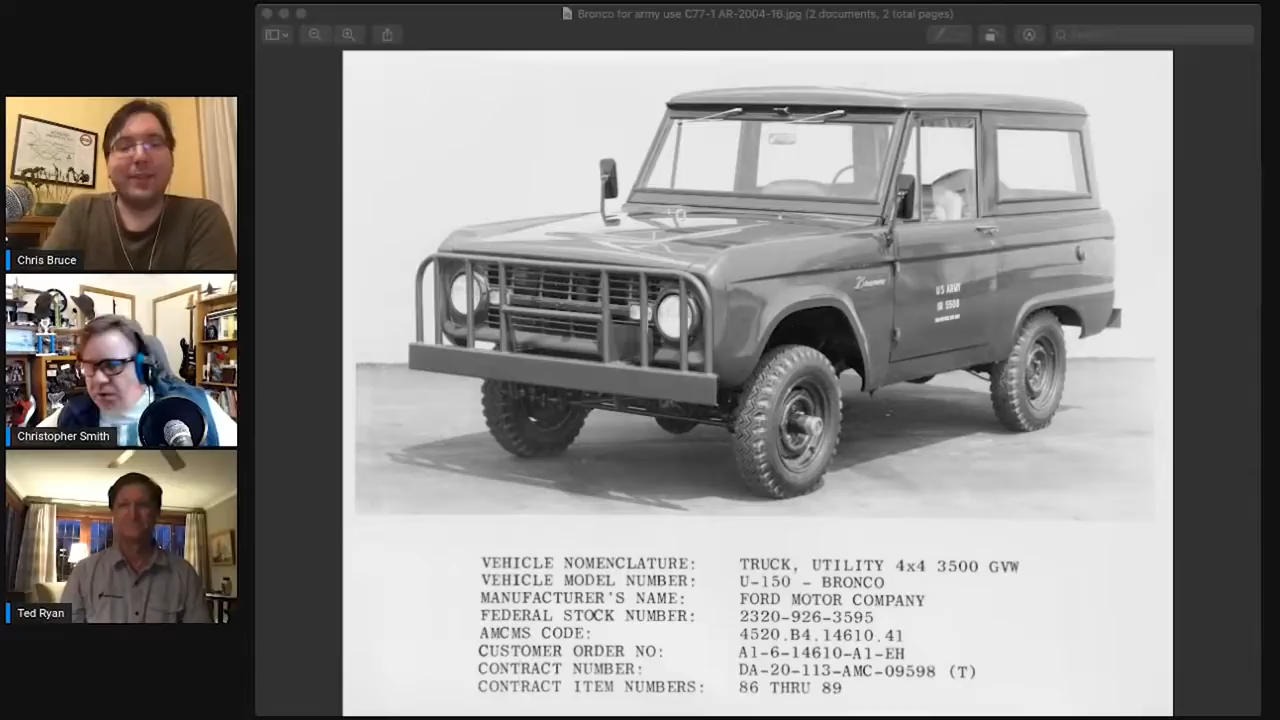 Bronco for army use C77-1 AR-2004-16.jpg (2 documents, 2 total pages)
Search
Chris Bruce
Christopher Smith
Ted Ryan
Bronco
US ARMY
VEHICLE NOMENCLATURE: TRUCK, UTILITY 4x4 3500 GVW
VEHICLE MODEL NUMBER: U-150 - BRONCO
MANUFACTURER'S NAME: FORD MOTOR COMPANY
FEDERAL STOCK NUMBER: 2320-926-3595
AMCMS CODE: 4520.B4.14610.41
CUSTOMER ORDER NO: A1-6-14610-A1-EH
CONTRACT NUMBER: DA-20-113-AMC-09598 (T)
CONTRACT ITEM NUMBERS: 86 THRU 89